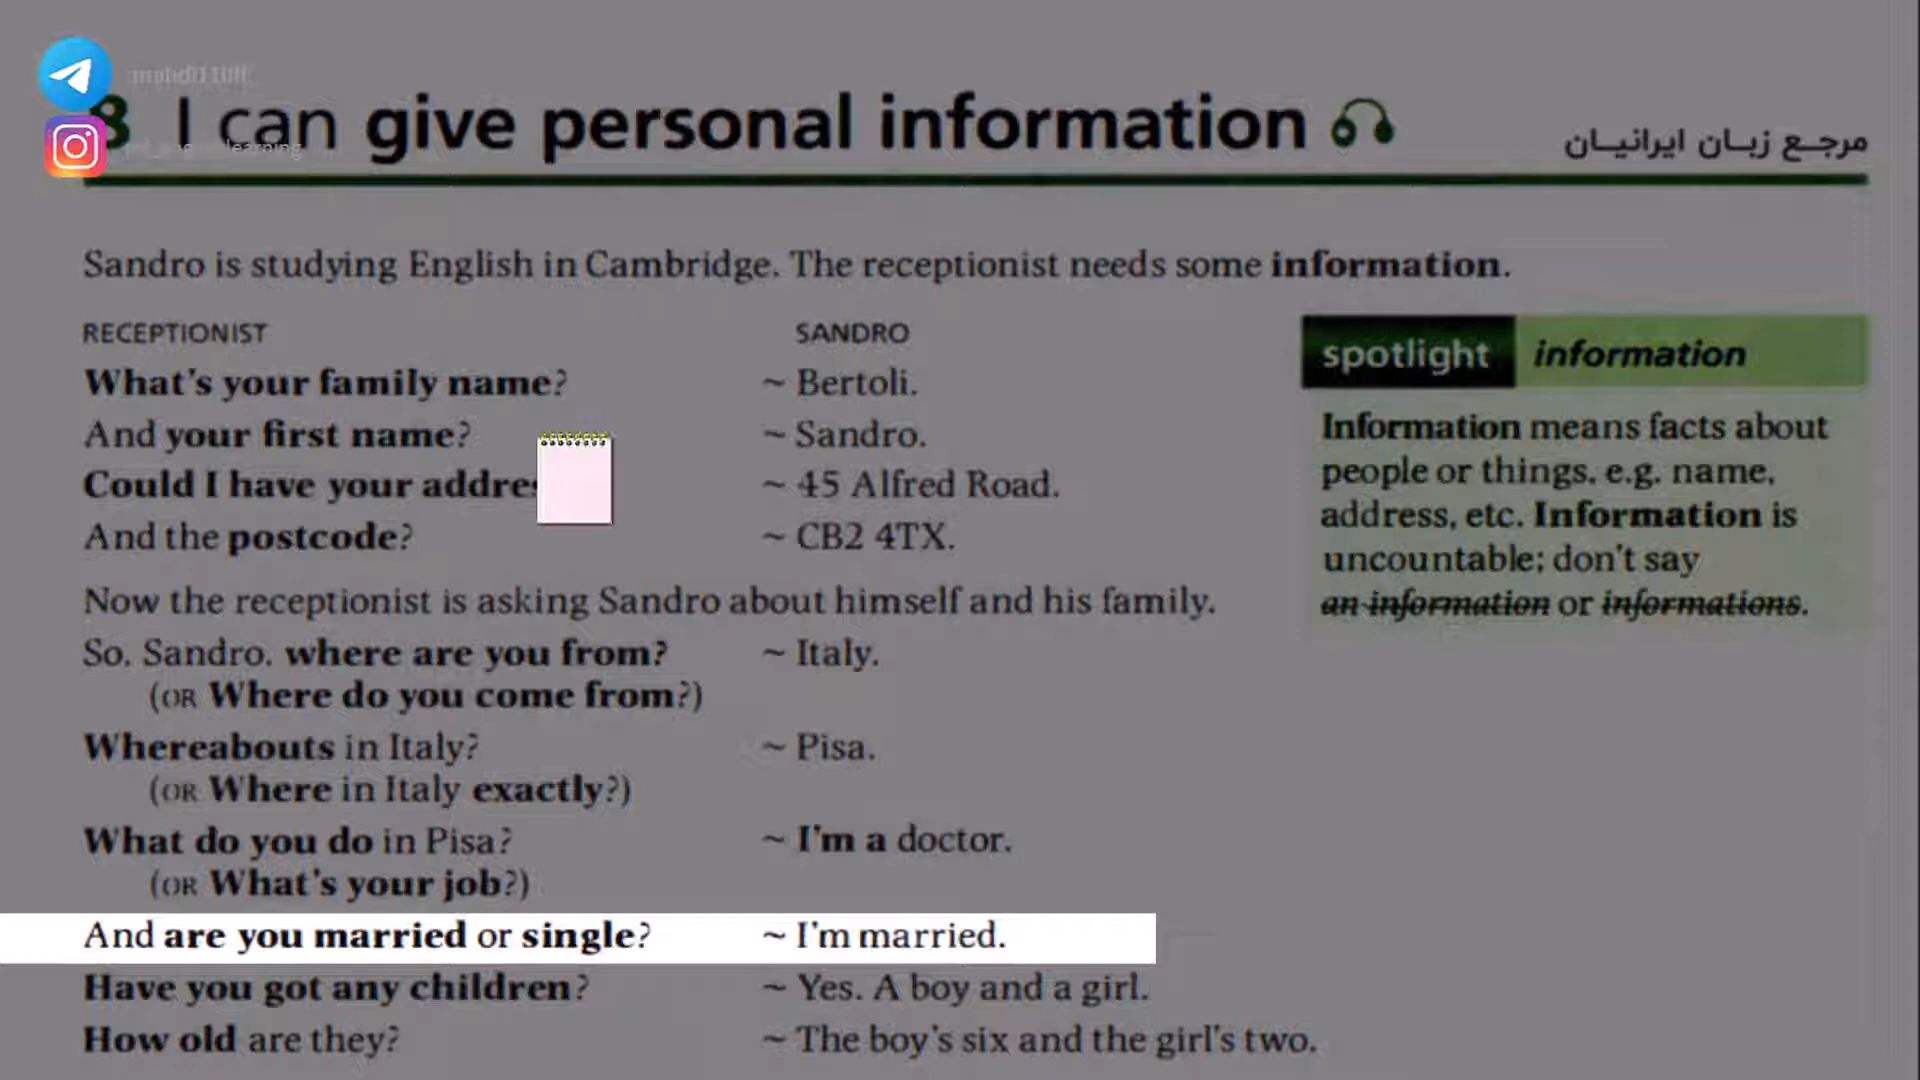 8 I can give personal information
مرجع زبان ایرانیان
Sandro is studying English in Cambridge. The receptionist needs some information.
RECEPTIONIST SANDRO
What's your family name? ~ Bertoli.
And your first name? ~ Sandro.
Could I have your ~ 45 Alfred Road.
And the postcode? ~ CB2 4TX.
Now the receptionist is asking Sandro about himself and his family.
So, Sandro, where are you from? ~ Italy.
(OR Where do you come from?)
Whereabouts in Italy? ~ Pisa.
(OR Where in Italy exactly?)
What do you do in Pisa? ~ I'm a doctor.
(OR What's your job?)
And are you married or single? ~ I'm married.
Have you got any children? ~ Yes. A boy and a girl.
How old are they? ~ The boy's six and the girl's two.
spotlight information
Information means facts about
people or things, e.g. name,
address, etc. Information is
uncountable; don't say
an information or informations.